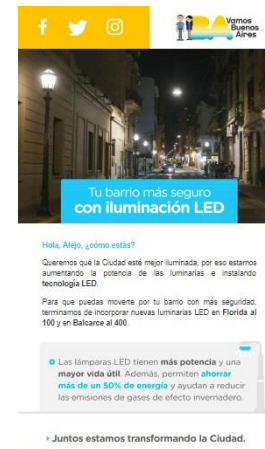 Vamos
Buenos
Aires
BA
Tu barrio más seguro
con iluminación LED
Hola, Alejo, ¿cómo estás?
Queremos que la Ciudad esté mejor iluminada, por eso estamos
aumentando la potencia de las luminarias e instalando
tecnología LED.
Para que puedas moverte por tu barrio con más seguridad,
terminamos de incorporar nuevas luminarias LED en Florida al
100 y en Balcarce al 400.
Las lámparas LED tienen más potencia y una
mayor vida útil. Además, permiten ahorrar
más de un 50% de energía y ayudan a reducir
las emisiones de gases de efecto invernadero.
Juntos estamos transformando la Ciudad.